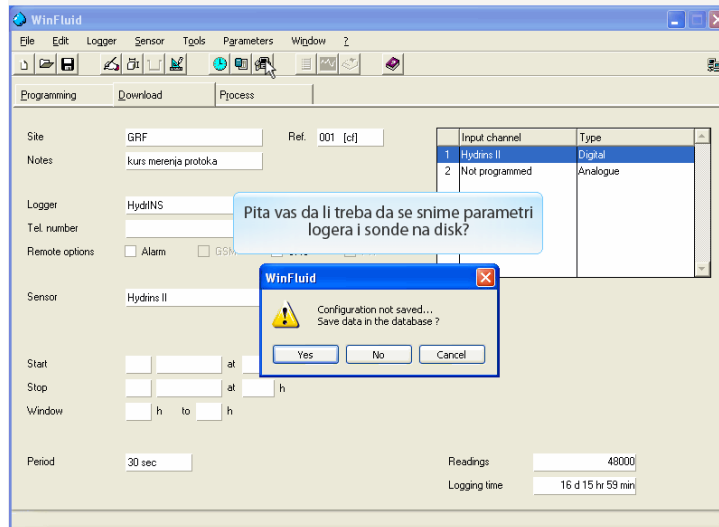 WinFluid
File Edit Logger Sensor Tools Parameters Window ?
Programming Download Process
Site GRF Ref. 001 [cf]
Notes kurs merenja protoka
Input channel Type
1 Hydrins II Digital
2 Not programmed Analogue
Logger HydrINS
Tel. number
Remote options Alarm GSM
Pita vas da li treba da se snime parametri
logera i sonde na disk?
WinFluid
Configuration not saved...
Save data in the database ?
Yes No Cancel
Sensor Hydrins II
Start at
Stop at h
Window h to h
Period 30 sec
Readings 48000
Logging time 16 d 15 hr 59 min